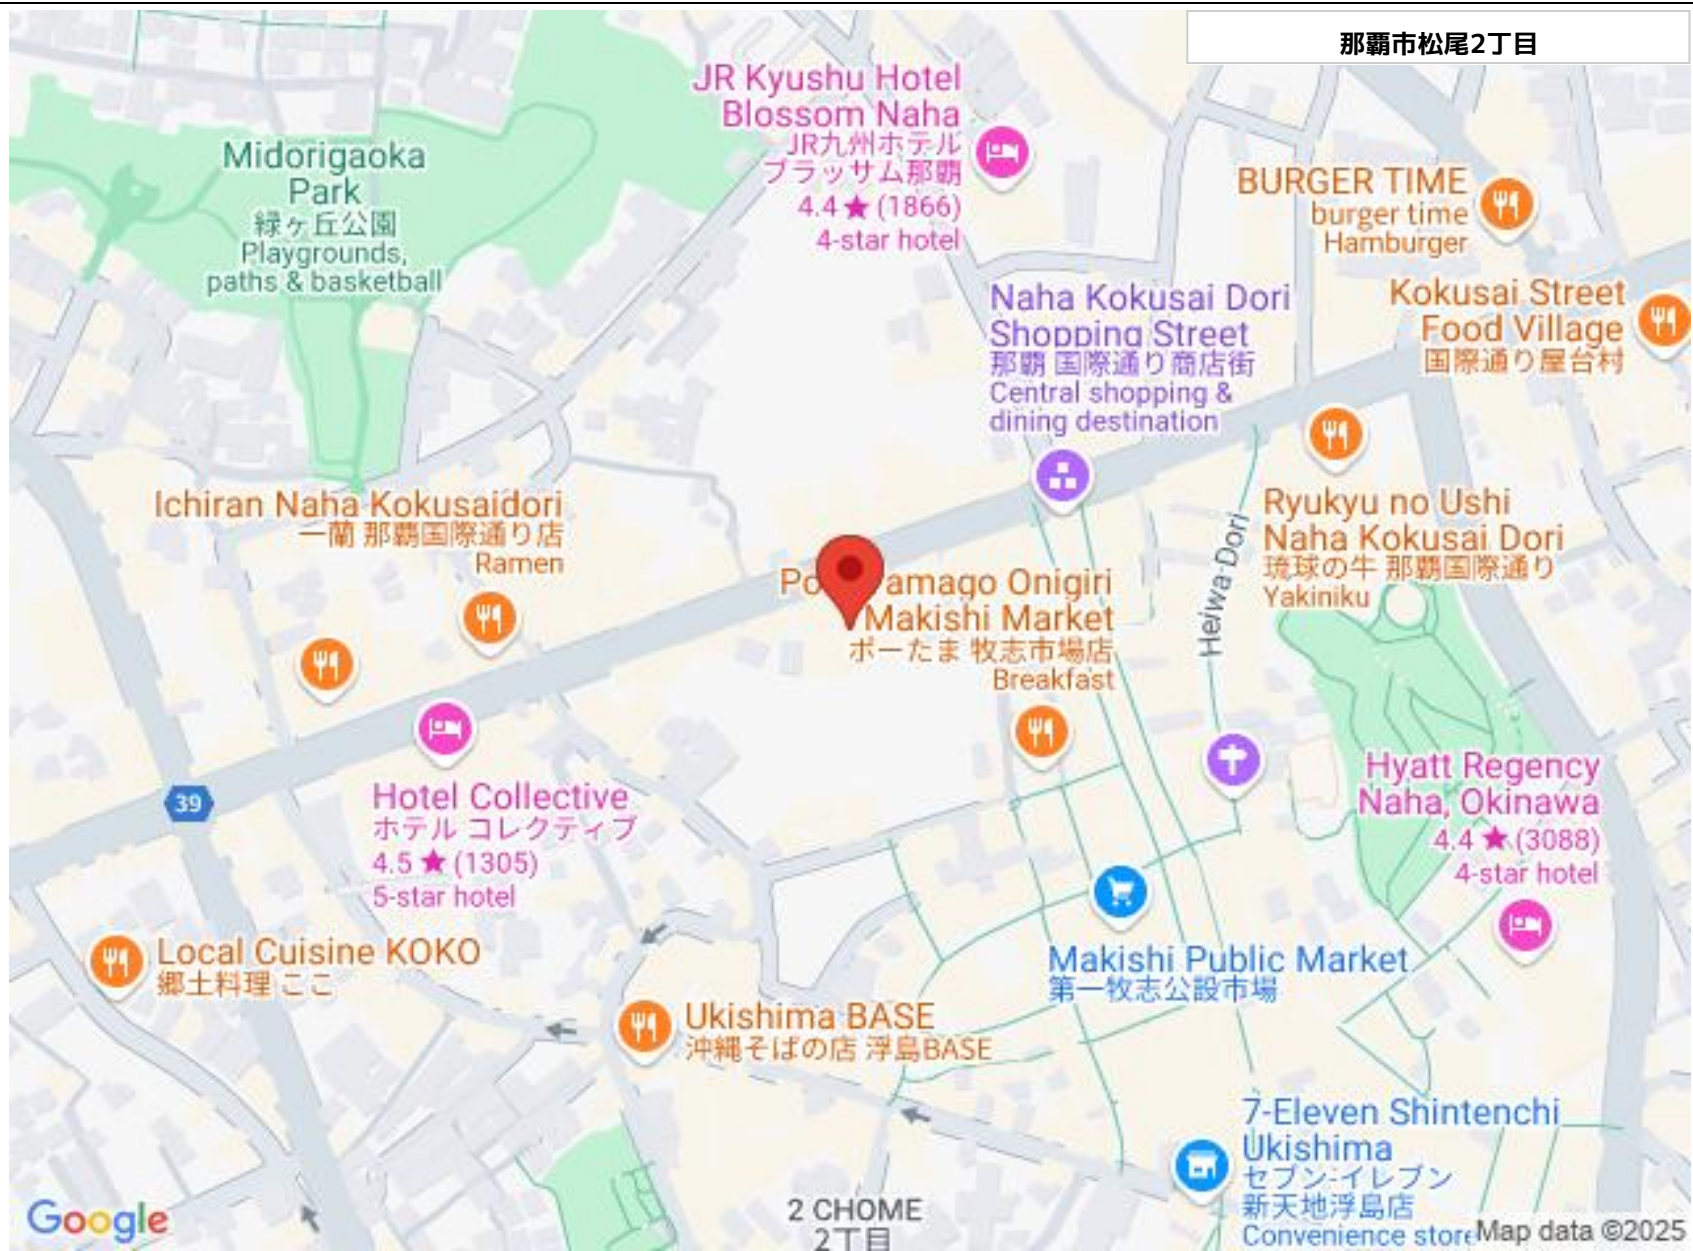 那覇市松尾2丁目
JR Kyushu Hotel
Blossom Naha
JR九州ホテル
ブラッサム那覇
4.4★ (1866)
4-star hotel
Midorigaoka
Park
緑ヶ丘公園
Playgrounds,
paths & basketball
BURGER TIME
burger time
Hamburger
Kokusai Street
Food Village
国際通り屋台村
Naha Kokusai Dori
Shopping Street
那覇 国際通り商店街
Central shopping &
dining destination
Ichiran Naha Kokusaidori
一蘭 那覇国際通り店
Ramen
Ryukyu no Ushi
Naha Kokusai Dori
琉球の牛 那覇国際通り
Yakiniku
Heiwa Dori
Onigiri
Makishi Market
ポーたま 牧志市場店
Breakfast
39
Hotel Collective
ホテル コレクティブ
4.5 ★ (1305)
5-star hotel
Hyatt Regency
Naha, Okinawa
4.4 ★ (3088)
4-star hotel
Local Cuisine KOKO
郷土料理 ここ
Makishi Public Market
第一牧志公設市場
Ukishima BASE
沖縄そばの店 浮島BASE
7-Eleven Shintenchi
Ukishima
セブン-イレブン
新天地浮島店
Convenience store
2 CHOME
2丁目
Google
Map data ©2025